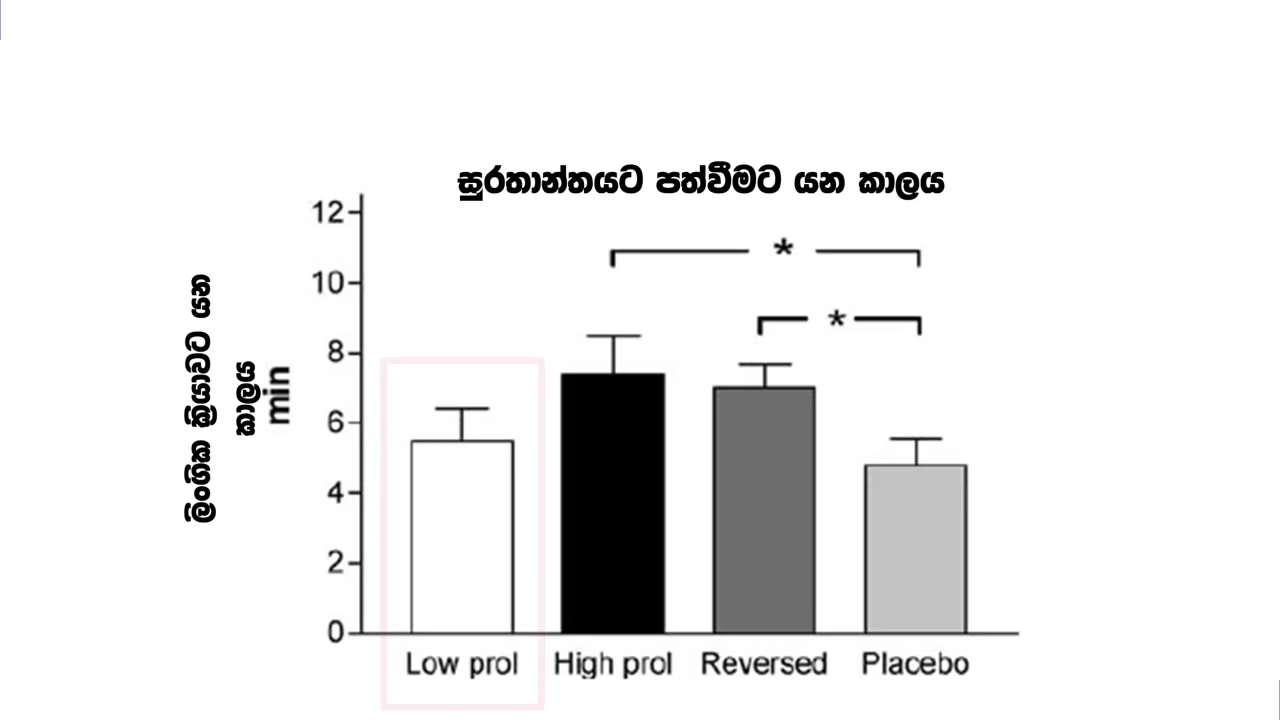 සුරතාන්තයට පත්වීමට යන කාලය
ලිංගික ක්‍රියාවට යන
කාලය
min
12
10
8
6
4
2
0
*
*
Low prol High prol Reversed Placebo